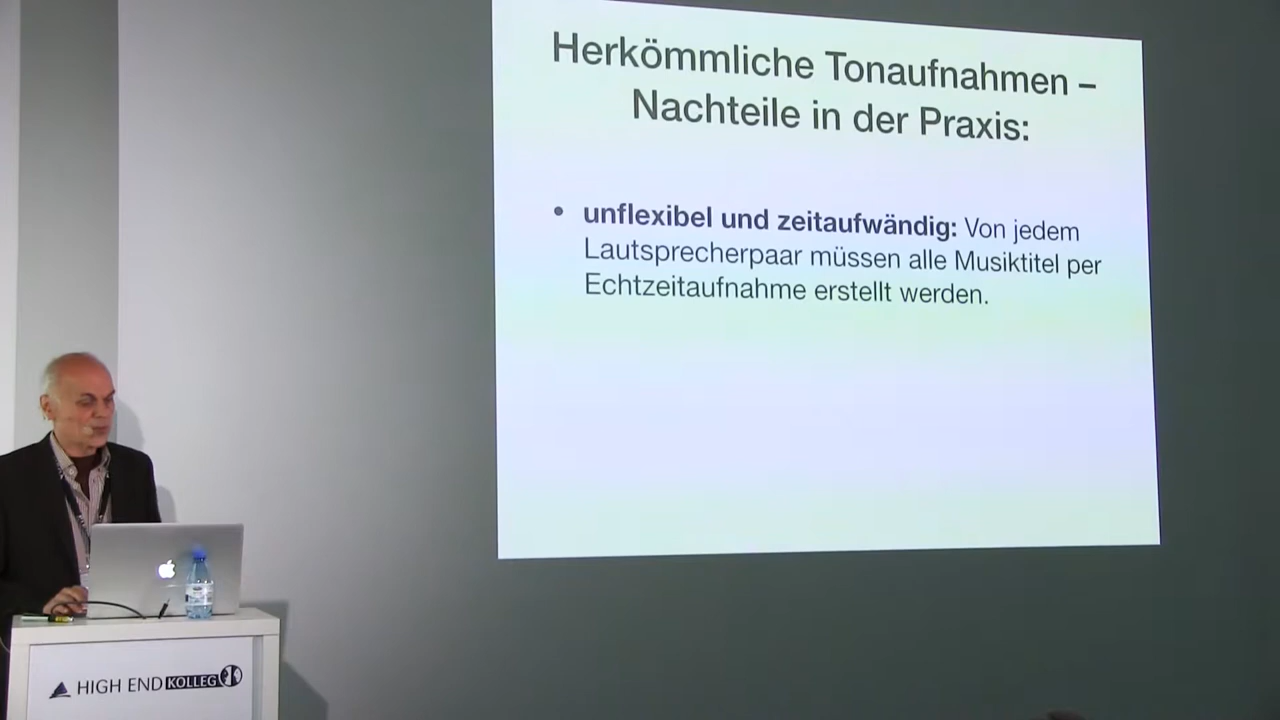 Herkömmliche Tonaufnahmen –
Nachteile in der Praxis:
• unflexibel und zeitaufwändig: Von jedem
Lautsprecherpaar müssen alle Musiktitel per
Echtzeitaufnahme erstellt werden.
HIGH END KOLLEG